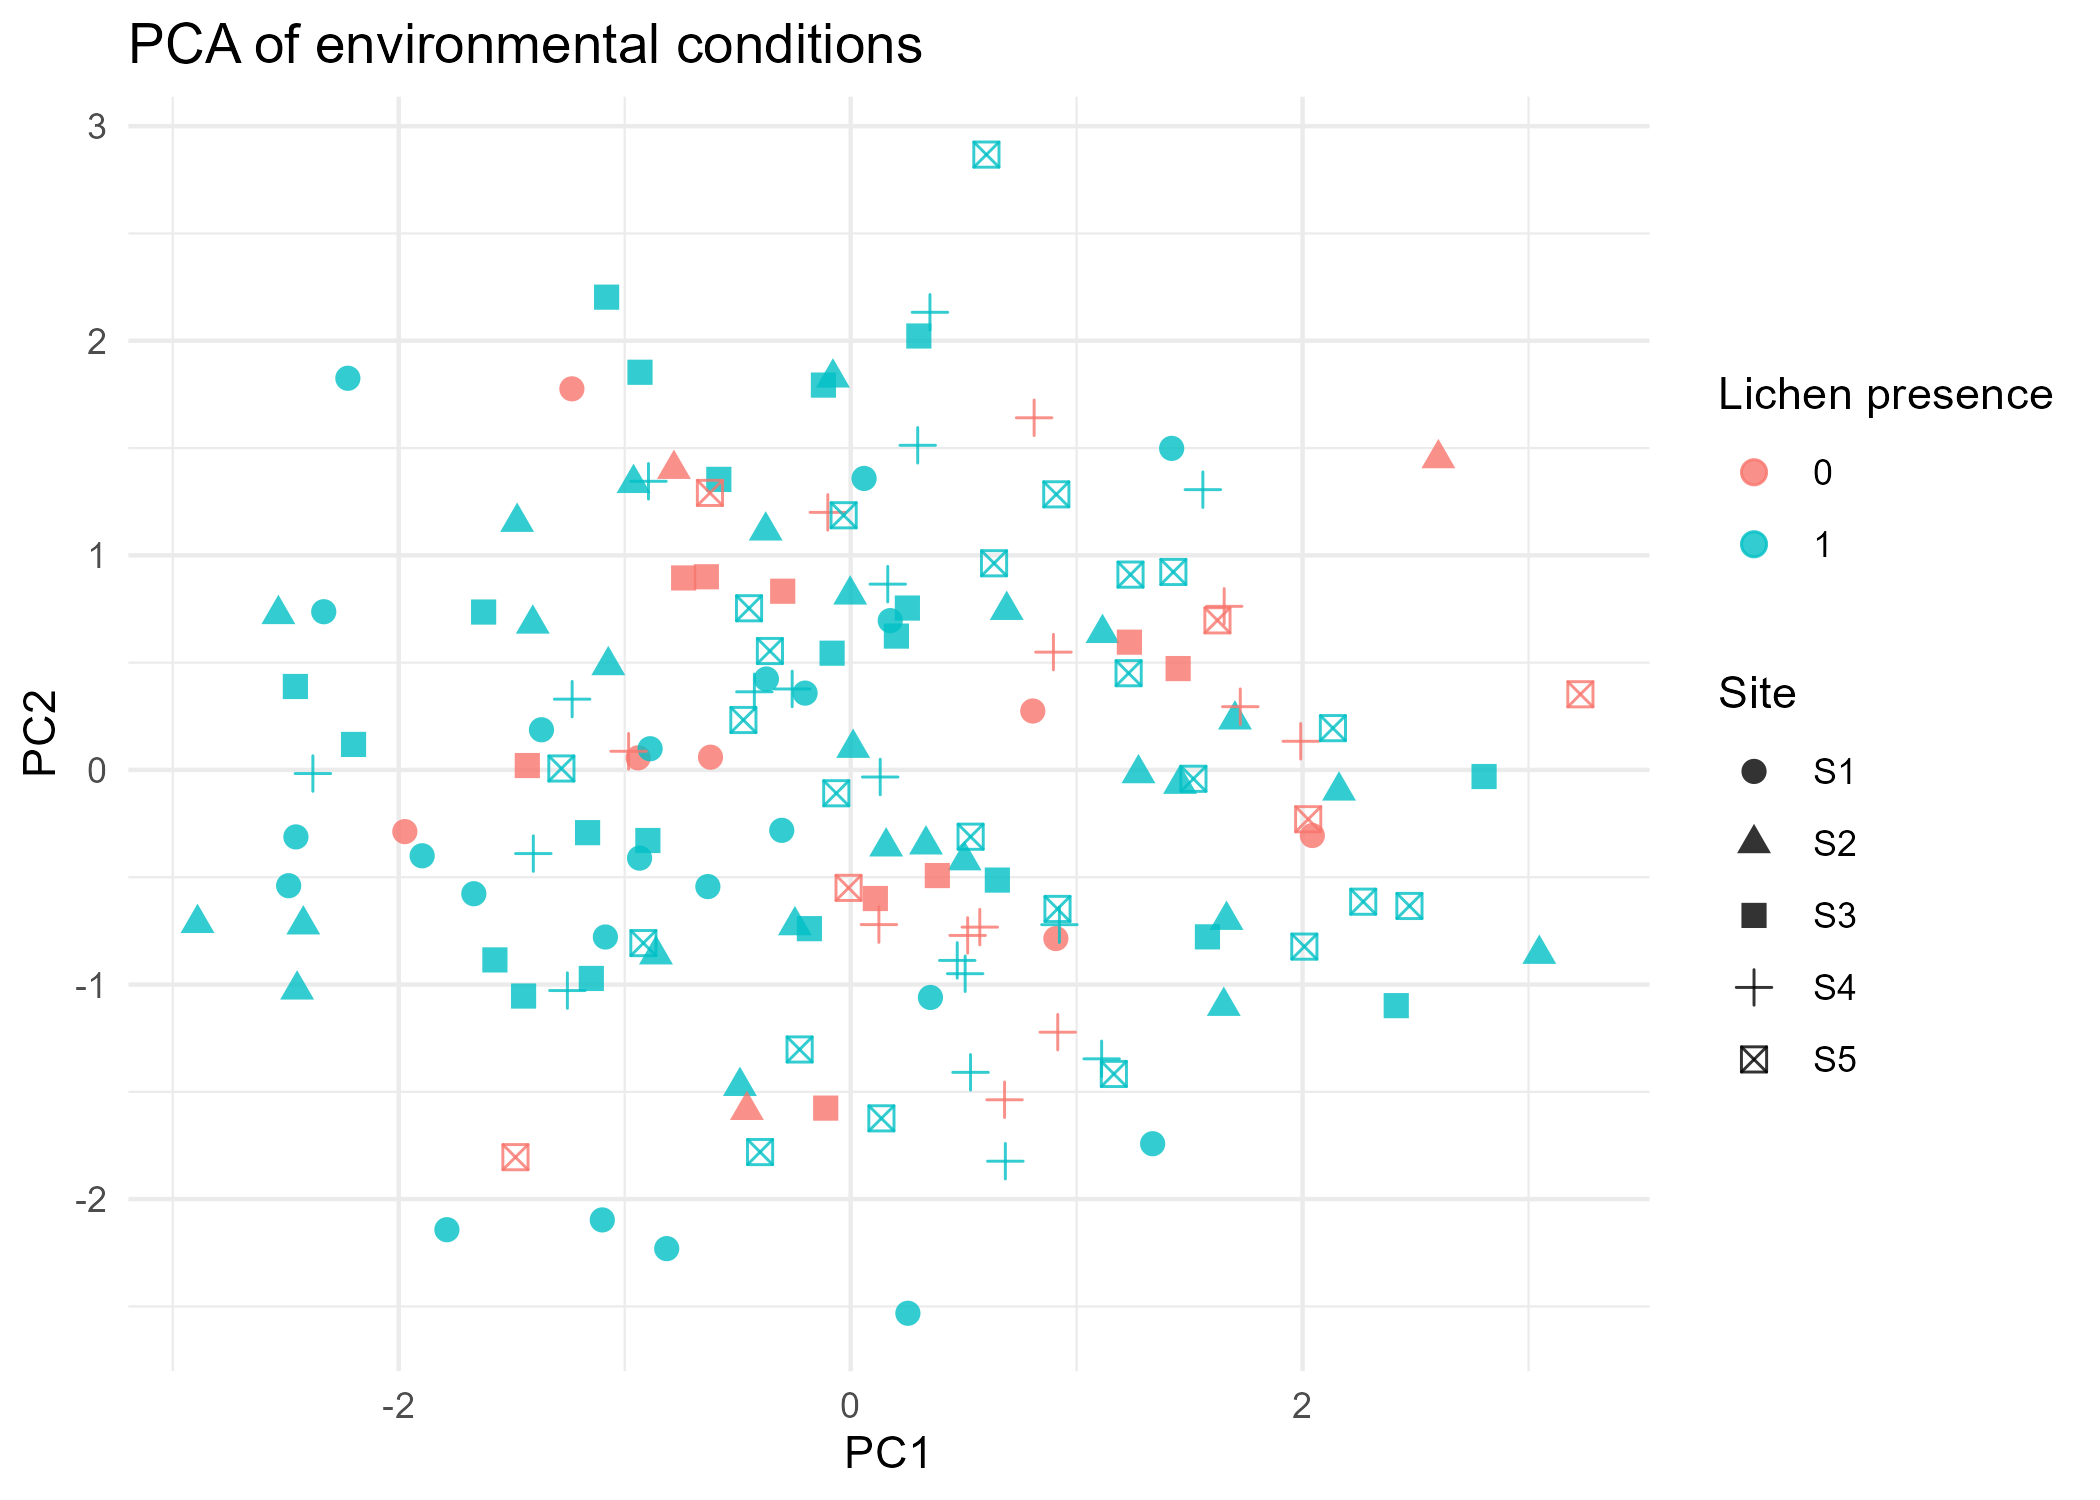 PCA of environmental conditions
3
2
1
0
-1
-2
PC2
-2
0
2
PC1
Lichen presence
0
1
Site
S1
S2
S3
S4
S5